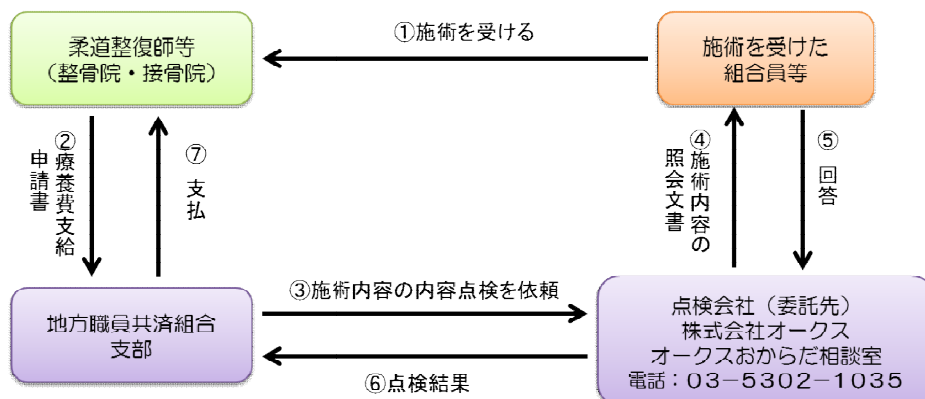 柔道整復師等
（整骨院・接骨院）
①施術を受ける
施術を受けた
組合員等
②療養費支給
申請書
⑦ 支払
④施術内容の
照会文書
⑤ 回答
③施術内容の内容点検を依頼
地方職員共済組合
支部
⑥点検結果
点検会社（委託先）
株式会社オークス
オークスおからだ相談室
電話：０３－５３０２－１０３５